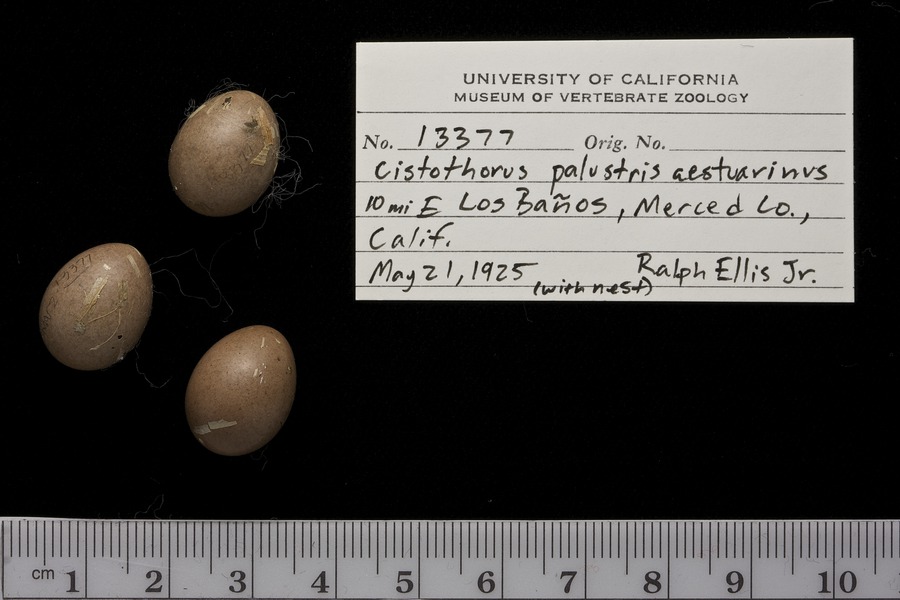 UNIVERSITY OF CALIFORNIA
MUSEUM OF VERTEBRATE ZOOLOGY
No. 13377 Orig. No.
Cistothorus palustris aestuarinus
10 mi E Los Baños, Merced Co.,
Calif.
May 21, 1925 Ralph Ellis Jr.
(with nest)
13377
cm 1 2 3 4 5 6 7 8 9 10